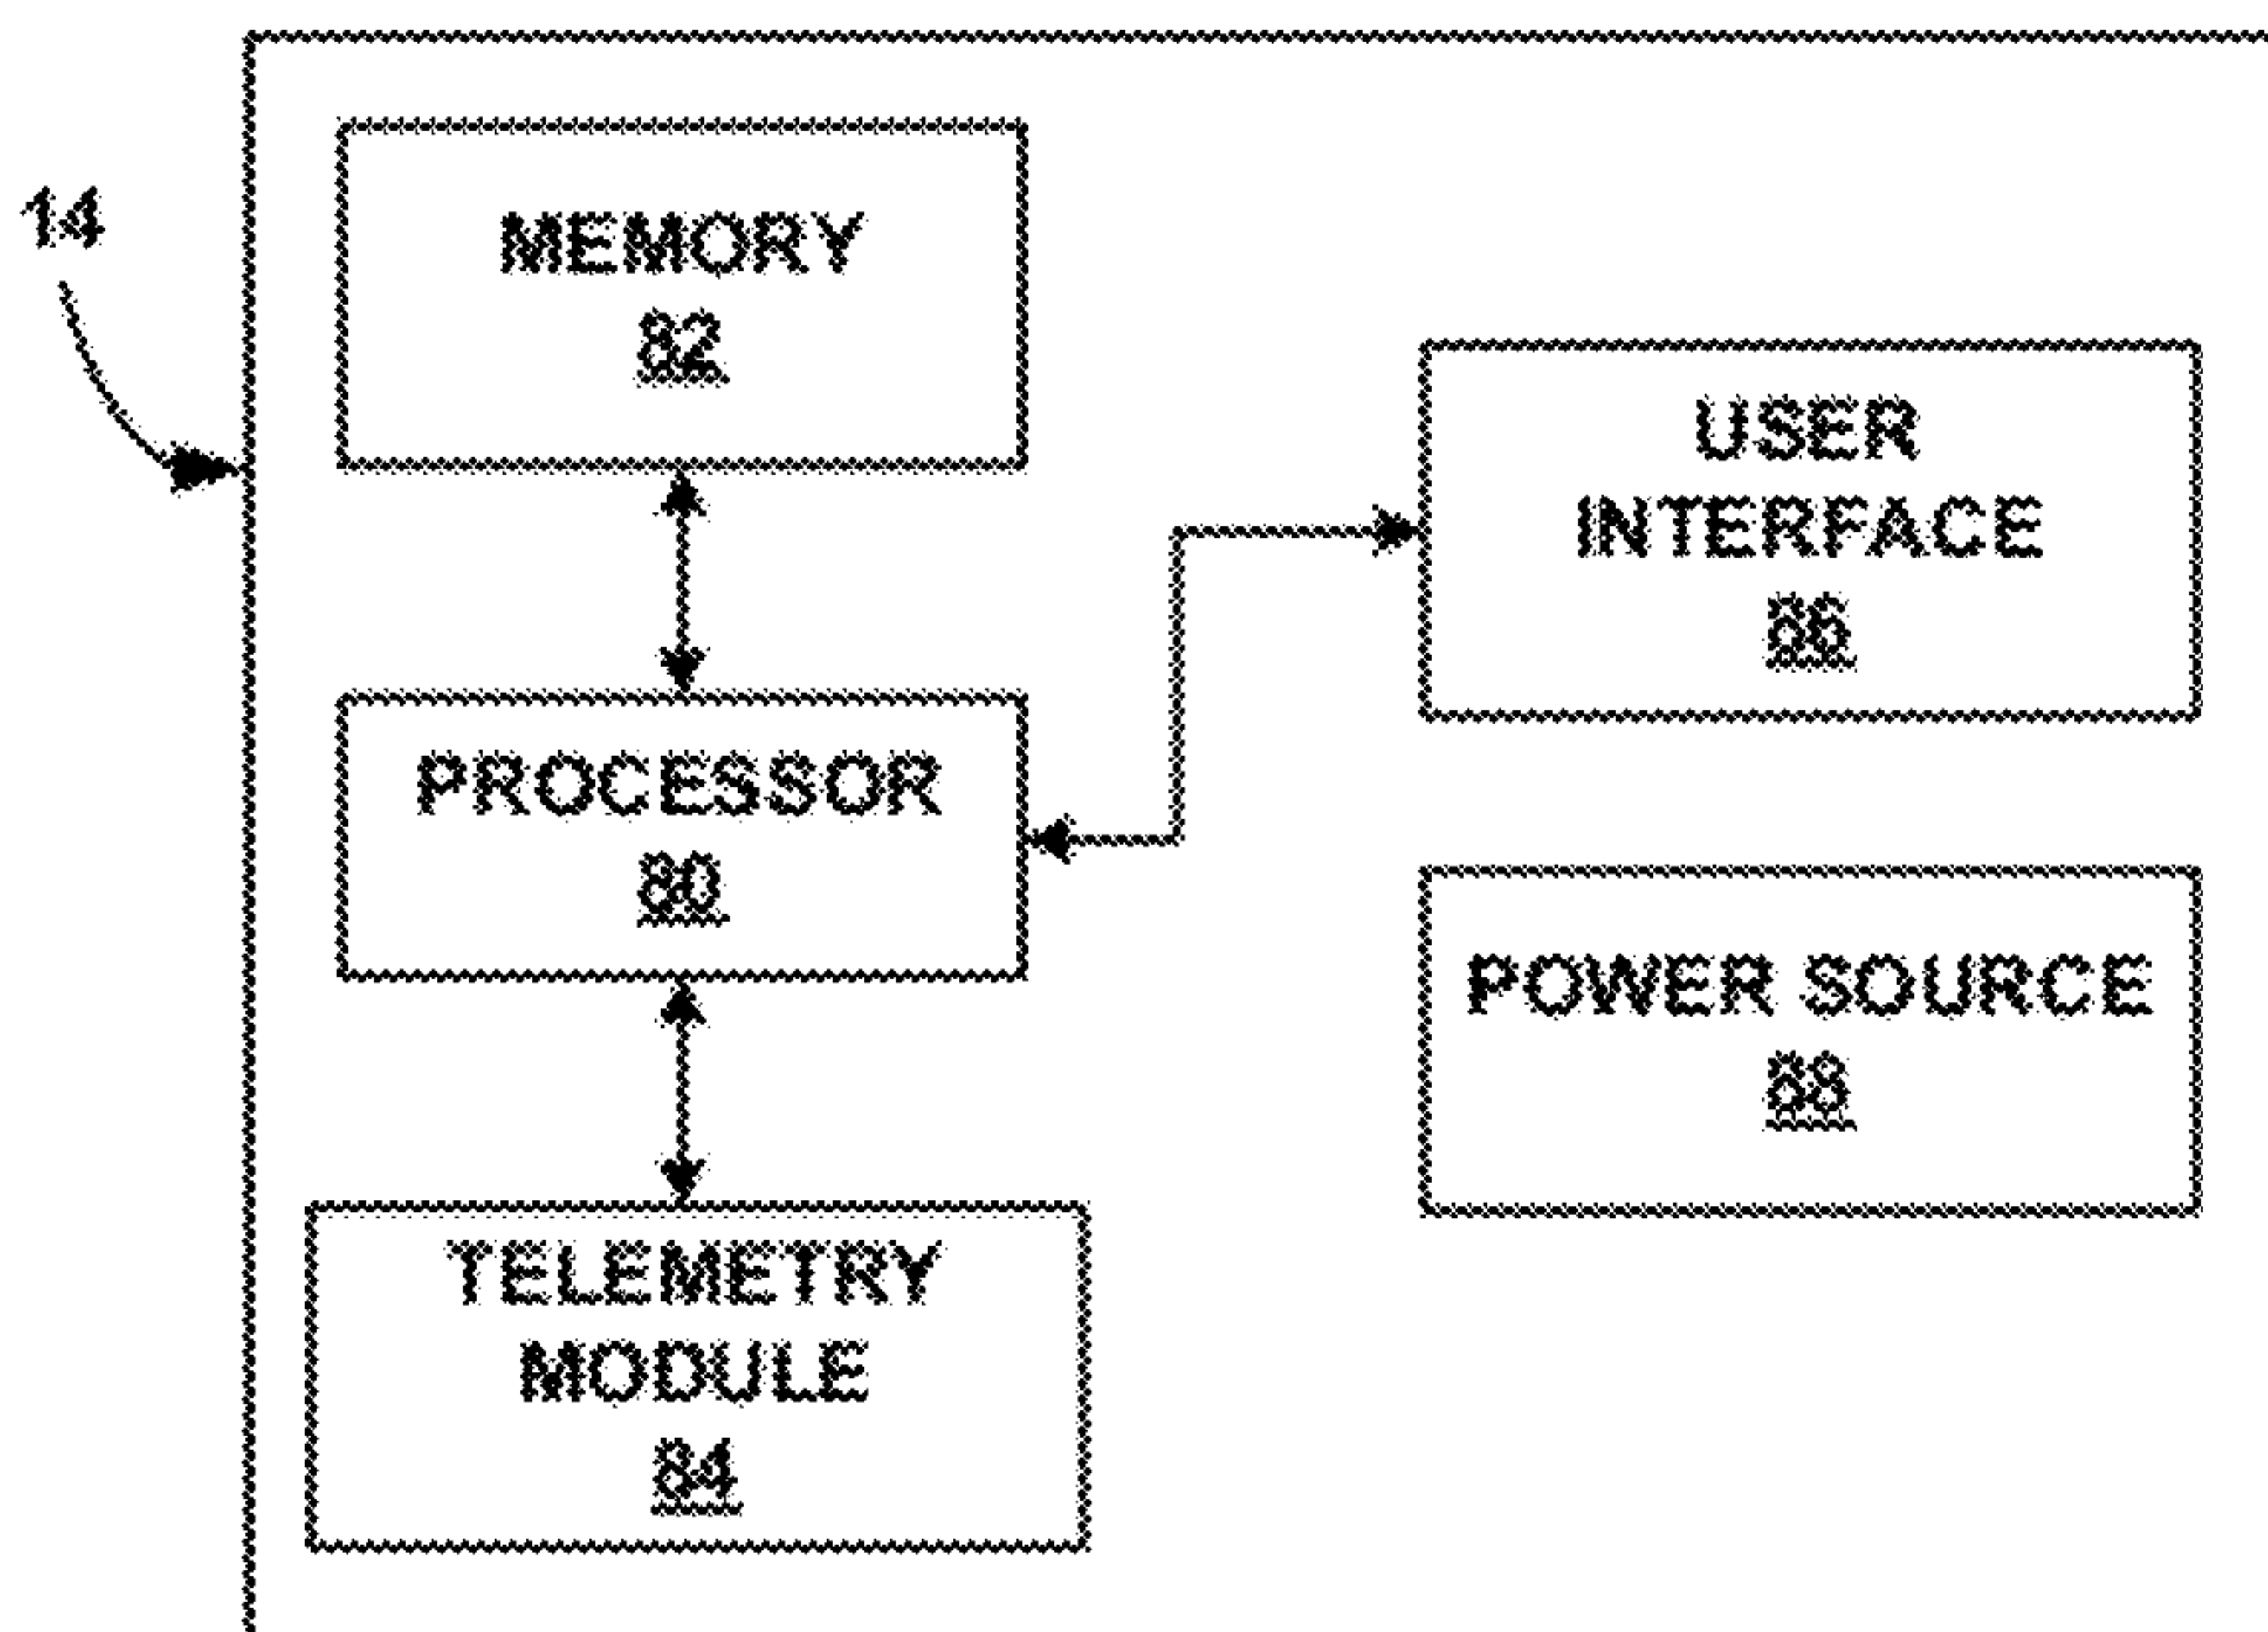 14
MEMORY
82
USER
INTERFACE
86
PROCESSOR
80
POWER SOURCE
88
TELEMETRY
MODULE
84